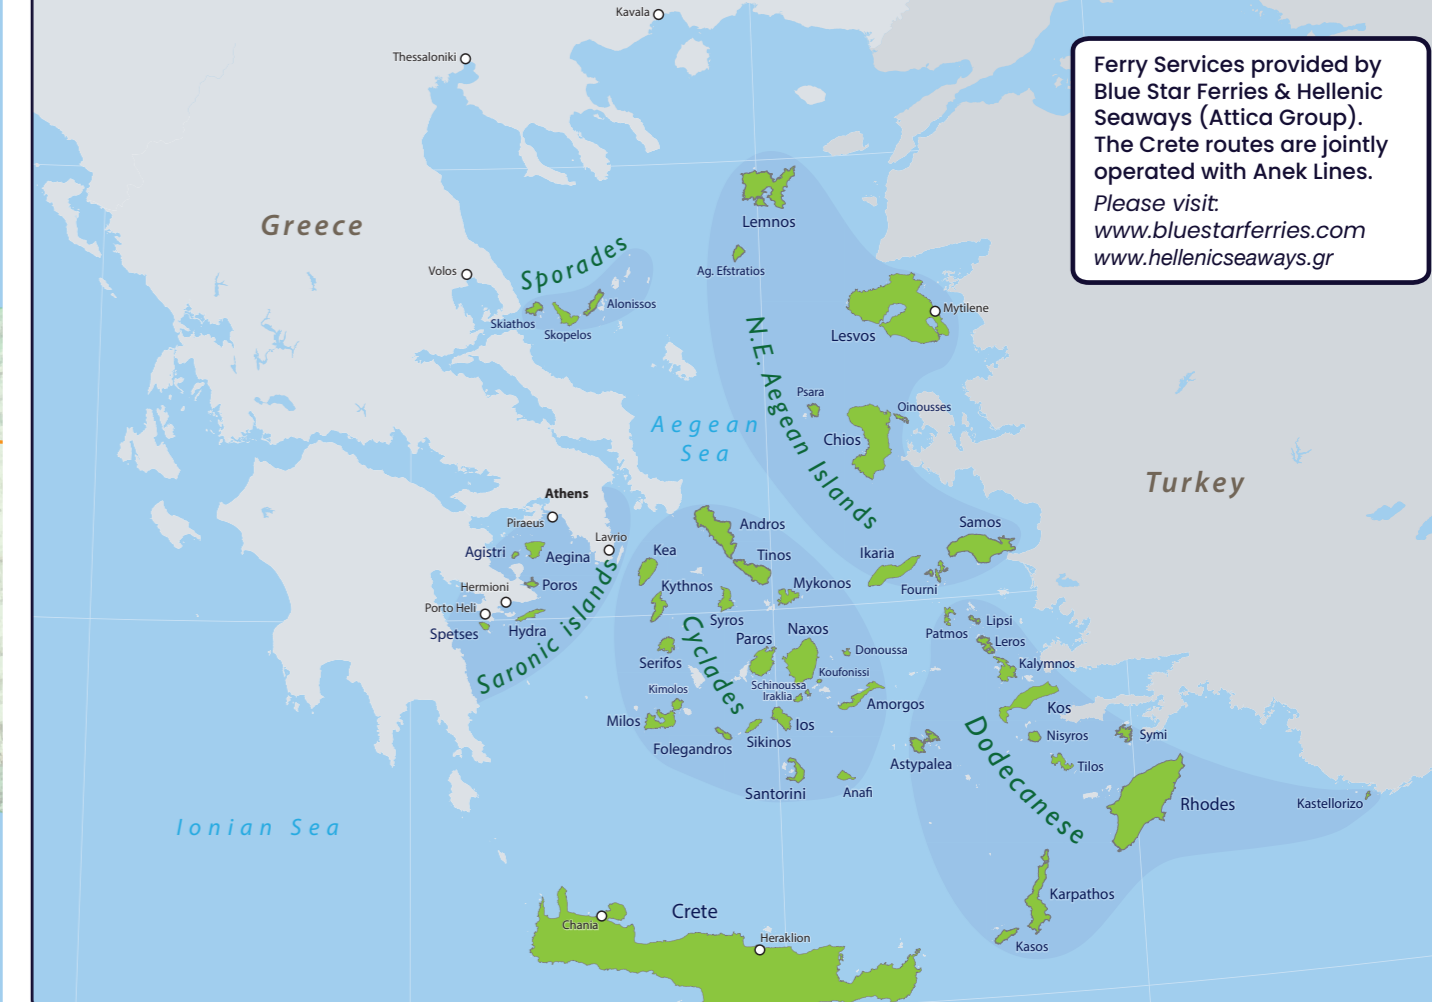 Kavala
Thessaloniki
Ferry Services provided by
Blue Star Ferries & Hellenic
Seaways (Attica Group).
The Crete routes are jointly
operated with Anek Lines.
Please visit:
www.bluestarferries.com
www.hellenicseaways.gr
Greece
Lemnos
Sporades
Volos
Ag. Efstratios
Alonissos
Skiathos
Skopelos
Mytilene
Lesvos
N.E. Aegean Islands
Psara
Oinousses
Chios
Aegean
Sea
Turkey
Athens
Piraeus
Lavrio
Agistri
Aegina
Hermioni
Poros
Porto Heli
Spetses
Hydra
Saronic islands
Andros
Kea
Tinos
Kythnos
Mykonos
Syros
Cyclades
Paros
Naxos
Serifos
Donoussa
Koufonissi
Schinoussa
Iraklia
Kimolos
Amorgos
Milos
Ios
Sikinos
Folegandros
Santorini
Anafi
Samos
Ikaria
Fourni
Patmos
Lipsi
Leros
Kalymnos
Kos
Nisyros
Symi
Astypalea
Tilos
Dodecanese
Rhodes
Kastellorizo
Ionian Sea
Karpathos
Kasos
Crete
Chania
Heraklion